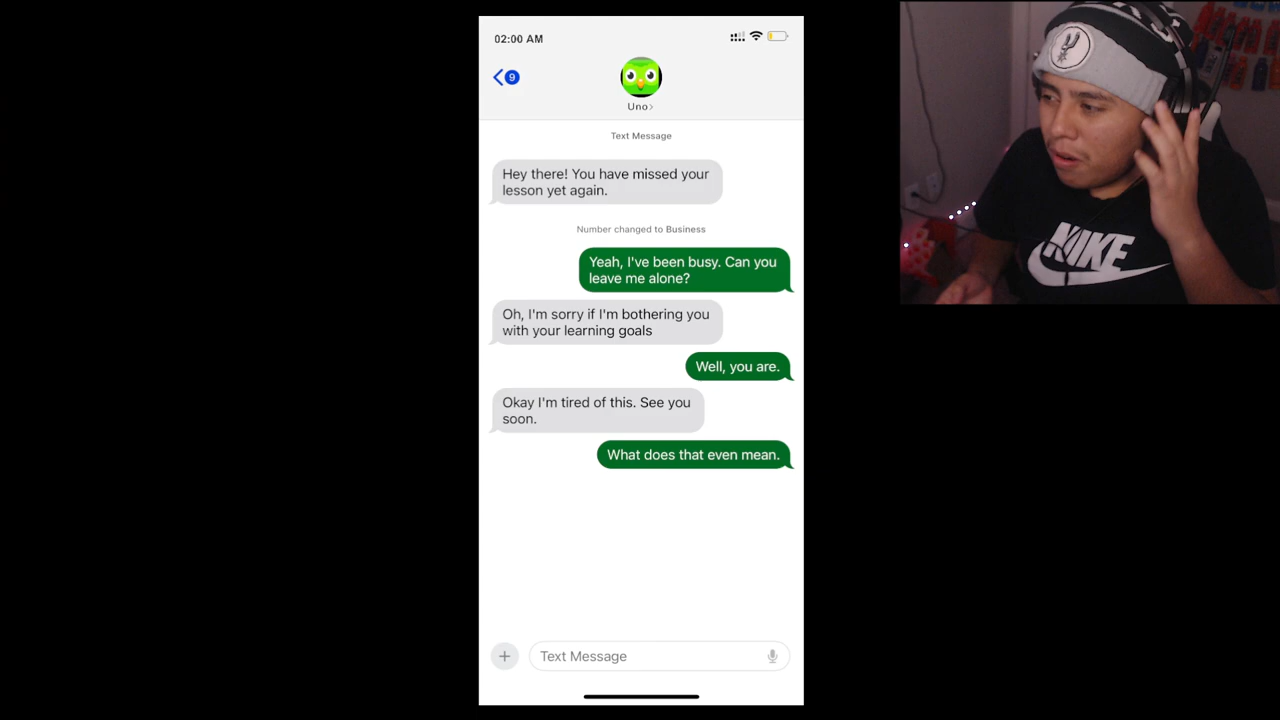 02:00 AM
9
Uno
Text Message
Hey there! You have missed your
lesson yet again.
Number changed to Business
Yeah, I've been busy. Can you
leave me alone?
Oh, I'm sorry if I'm bothering you
with your learning goals
Well, you are.
Okay I'm tired of this. See you
soon.
What does that even mean.
Text Message
NIKE